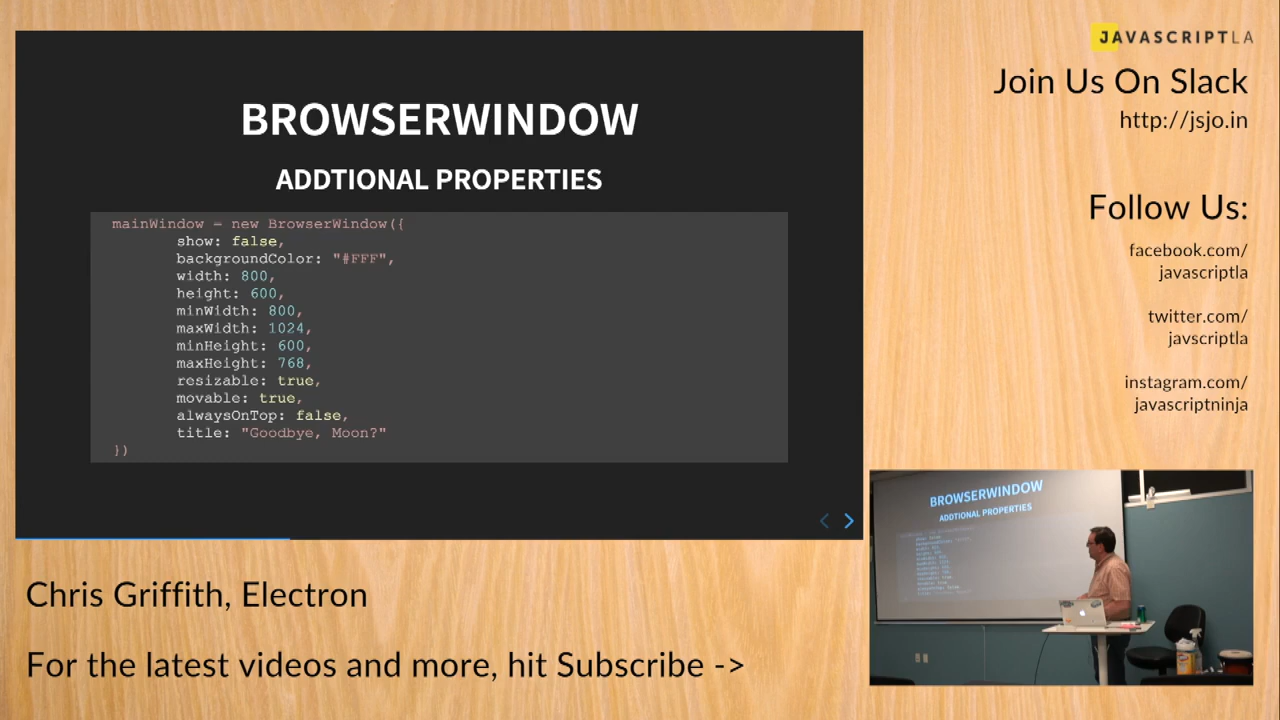 BROWSERWINDOW
ADDTIONAL PROPERTIES
mainWindow = new BrowserWindow({
show: false,
backgroundColor: "#FFF",
width: 800,
height: 600,
minWidth: 800,
maxWidth: 1024,
minHeight: 600,
maxHeight: 768,
resizable: true,
movable: true,
alwaysOnTop: false,
title: "Goodbye, Moon?"
})
JAVASCRIPTLA
Join Us On Slack
http://jsjo.in
Follow Us:
facebook.com/
javascriptla
twitter.com/
javscriptla
instagram.com/
javascriptninja
BROWSERWINDOW
ADDTIONAL PROPERTIES
Chris Griffith, Electron
For the latest videos and more, hit Subscribe ->